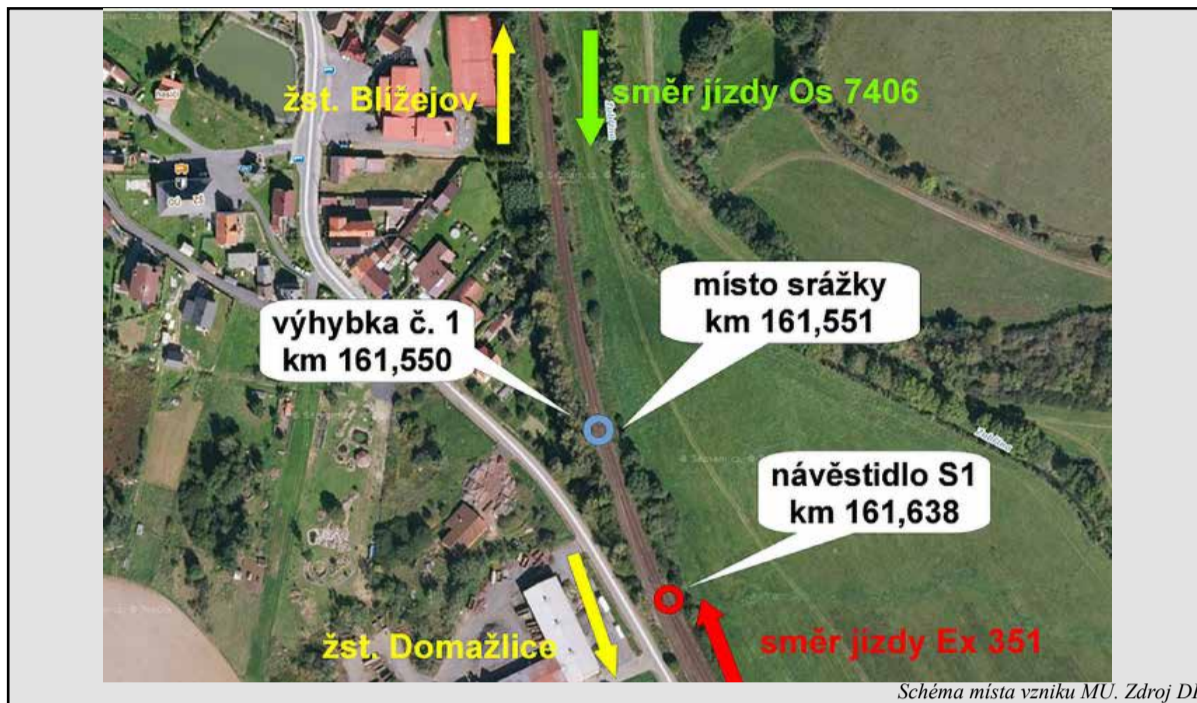 žst. Blížejov
směr jízdy Os 7406
místo srážky
km 161,551
výhybka č. 1
km 161,550
návěstidlo S1
km 161,638
žst. Domažlice
směr jízdy Ex 351
Schéma místa vzniku MU. Zdroj DI